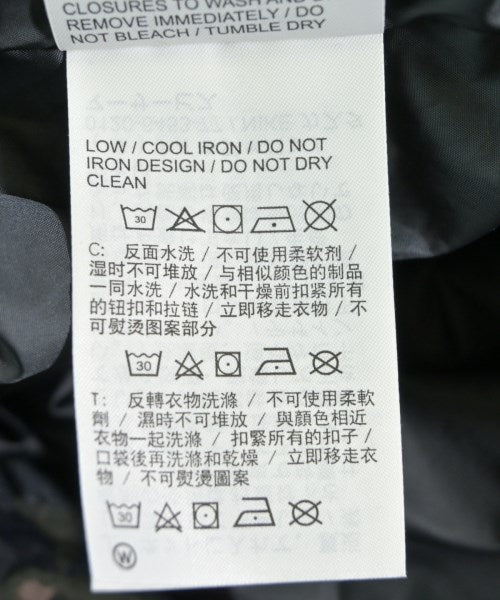 CLOSURES TO WASH AND DRY
REMOVE IMMEDIATELY / DO
NOT BLEACH / TUMBLE DRY
LOW / COOL IRON / DO NOT
IRON DESIGN / DO NOT DRY
CLEAN
30
C: 反面水洗 / 不可使用柔软剂 /
湿时不可堆放 / 与相似颜色的制品
一同水洗 / 水洗和干燥前扣紧所有
的钮扣和拉链 / 立即移走衣物 / 不
可熨烫图案部分
30
T: 反轉衣物洗滌 / 不可使用柔軟
劑 / 濕時不可堆放 / 與顏色相近
衣物一起洗滌 / 扣緊所有的扣子 /
口袋後再洗滌和乾燥 / 立即移走衣
物 / 不可熨燙圖案
30
W